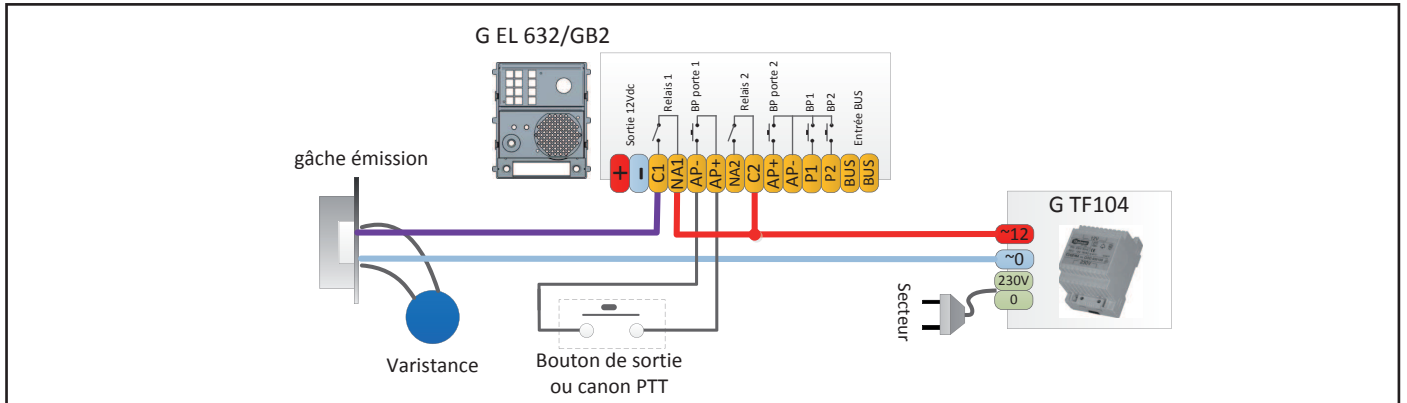 G EL 632/GB2
Sortie 12Vdc
Relais 1
BP porte 1
Relais 2
BP porte 2
BP1
BP2
Entrée BUS
+
-
C1
NA1
AP-
AP+
NA2
C2
AP+
AP-
P1
P2
BUS
BUS
gâche émission
G TF104
~12
~0
230V
0
Secteur
Varistance
Bouton de sortie
ou canon PTT